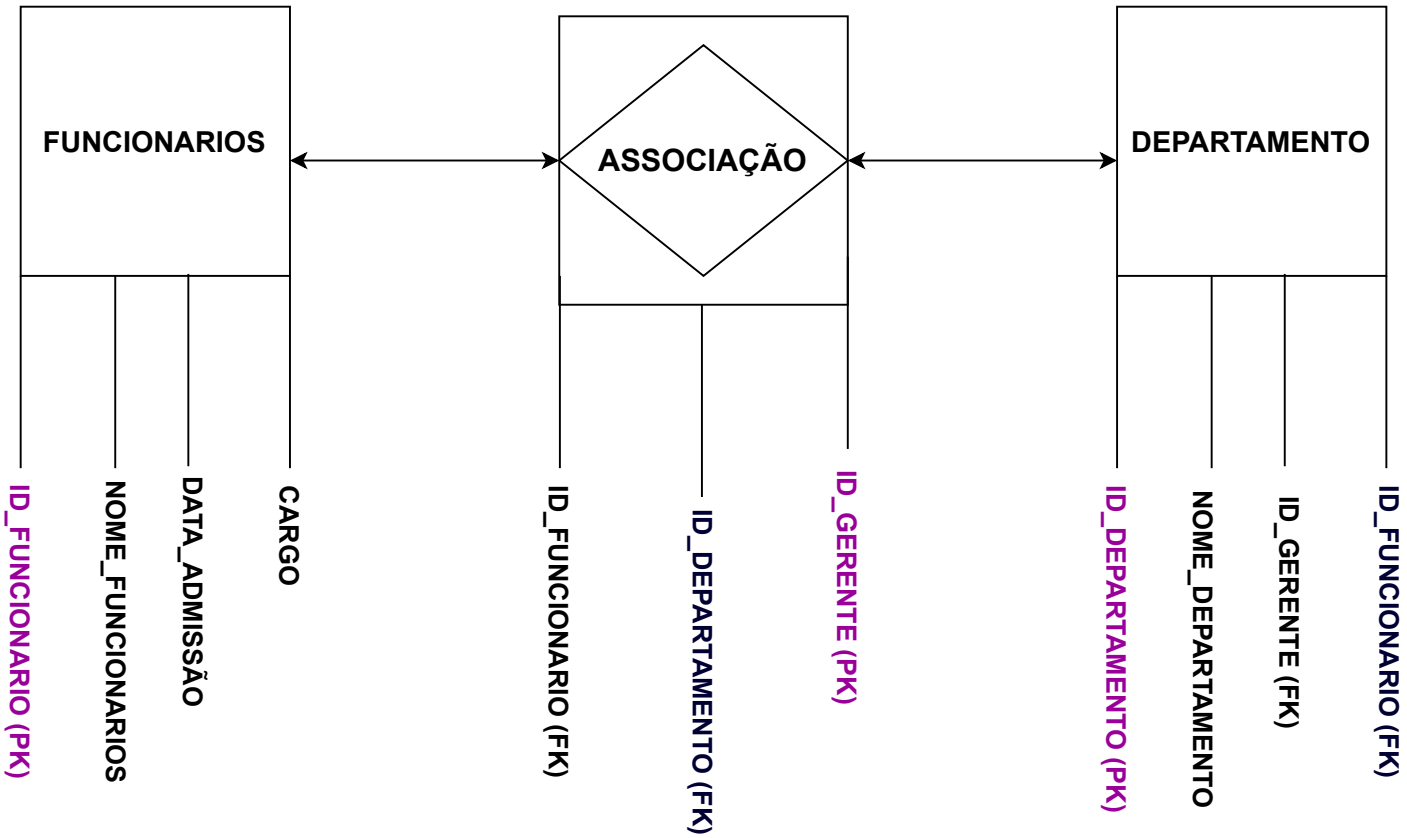 FUNCIONARIOS
ASSOCIAÇÃO
DEPARTAMENTO
ID_FUNCIONARIO (PK)
NOME_FUNCIONARIOS
DATA_ADMISSÃO
CARGO
ID_FUNCIONARIO (FK)
ID_DEPARTAMENTO (FK)
ID_GERENTE (PK)
ID_DEPARTAMENTO (PK)
NOME_DEPARTAMENTO
ID_GERENTE (FK)
ID_FUNCIONARIO (FK)